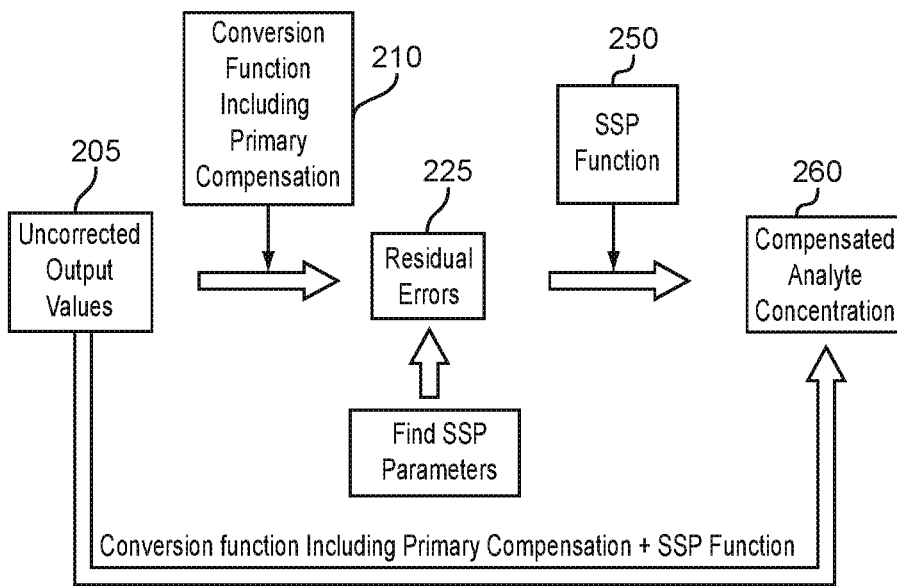 Conversion
Function
Including
Primary
Compensation
210
250
SSP
Function
205
Uncorrected
Output
Values
225
Residual
Errors
260
Compensated
Analyte
Concentration
Find SSP
Parameters
Conversion function Including Primary Compensation + SSP Function